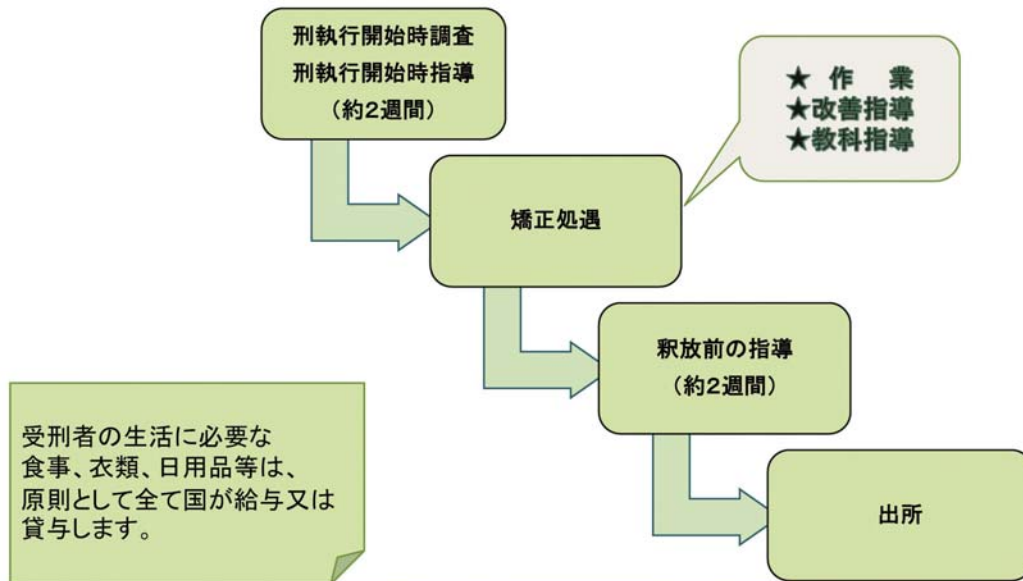 刑執行開始時調査
刑執行開始時指導
(約2週間)
★ 作　業
★改善指導
★教科指導
矯正処遇
釈放前の指導
(約2週間)
受刑者の生活に必要な
食事、衣類、日用品等は、
原則として全て国が給与又は
貸与します。
出所